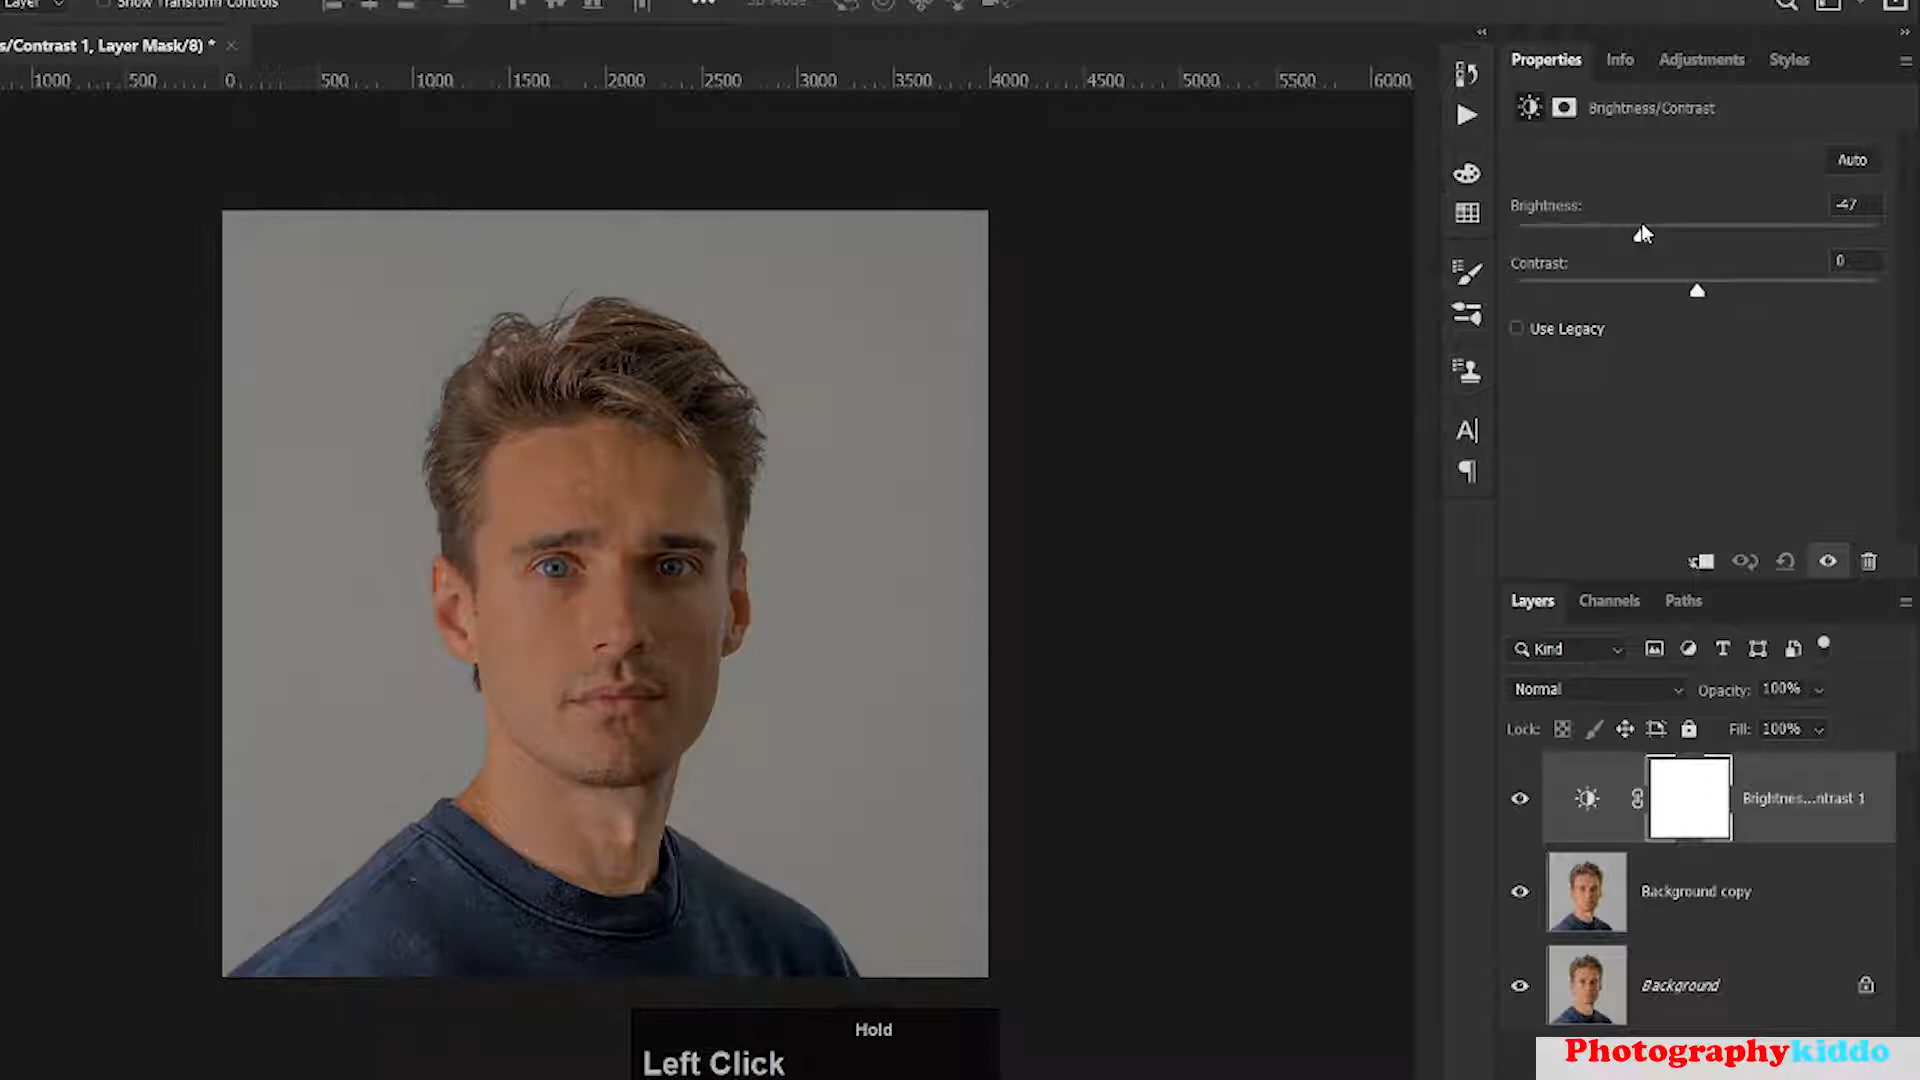 Layer Show Transform Controls 3D Mode:
s/Contrast 1, Layer Mask/8) * ×
1000 500 0 500 1000 1500 2000 2500 3000 3500 4000 4500 5000 5500 6000
Properties Info Adjustments Styles
Brightness/Contrast
Auto
Brightness: -47
Contrast: 0
Use Legacy
Layers Channels Paths
Kind
Normal Opacity: 100%
Lock: Fill: 100%
Brightnes...ntrast 1
Background copy
Background
Hold
Left Click
Photographykiddo